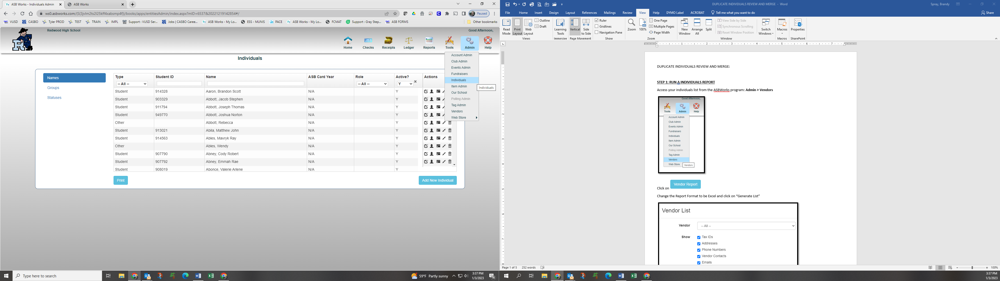 ASB Works - Individuals Admin
ASB Works
ws0.asbworks.com/(S(3jvlm2ts2l25kff4xabsmp4f))/books/apps/entitiesAdmin/index.aspx?mID=6537&20221219142854#/
Paused
VUSD
CASBO
Tyler PROD
TEST
TRAIN
IMPL
Support : VUSD Ser...
Jobs | CASBO Caree...
ASB Works - My Lo...
ESS - MUNIS
PACE
ASB Works - My Lo...
FCMAT
Support : Gray Step...
ASB FORMS
Other bookmarks
Redwood High School
Good Afternoon,
R
Home
Checks
Receipts
Ledger
Reports
Tools
Admin
Help
Account Admin
Club Admin
Events Admin
Fundraisers
Individuals
Item Admin
Our School
Polling Admin
Tag Admin
Vendors
Web Store
Individuals
Individuals
Names
Groups
Statuses
Type Student ID Name ASB Card Year Role Active? Actions
-- All -- -- All -- Y
Student 914328 Aaron, Brandon Scott N/A Y
Student 903329 Abbott, Jacob Stephen N/A Y
Student 911794 Abbott, Joseph Thomas N/A Y
Student 949770 Abbott, Joshua Norton N/A Y
Other Abbott, Rebecca N/A Y
Student 913021 Abila, Matthew John N/A Y
Student 914563 Ables, Mavryk Ray N/A Y
Other Ables, Wendy N/A Y
Student 907790 Abney, Cody Robert N/A Y
Student 907792 Abney, Emmah Rae N/A Y
Student 908019 Abonce, Valerie Arlene N/A Y
Print
Add New Individual
Type here to search
59°F Partly sunny
3:37 PM
1/3/2023
16
DUPLICATE INDIVIDUALS REVIEW AND MERGE - Word
Spray, Brandy
File Home Insert Design Layout References Mailings Review View Help DYMO Label ACROBAT Tell me what you want to do
Share
Read Mode
Print Layout
Web Layout
Outline
Draft
Views
Learning Tools
Immersive
Vertical
Side to Side
Page Movement
Ruler
Gridlines
Navigation Pane
Show
Zoom
100%
One Page
Multiple Pages
Page Width
Zoom
New Window
Arrange All
Split
View Side by Side
Synchronous Scrolling
Reset Window Position
Window
Switch Windows
Macros
Macros
Properties
SharePoint
1 2 3 4 5 6 7
DUPLICATE INDIVIDUALS REVIEW AND MERGE:
STEP 1: RUN A INDIVIDUALS REPORT
Access your individuals list from the ASBWorks program: Admin > Vendors
Good Afternoon,
Tools Admin Help
Account Admin
Club Admin
Events Admin
Fundraisers
Individuals
Item Admin
Our School
Polling Admin
Tag Admin
Vendors
Web Store
Vendors
Click on Vendor Report
Change the Report Format to be Excel and click on “Generate List”
Vendor List
Vendor -- All --
Show Tax IDs
Addresses
Phone Numbers
Vendor Contacts
Emails
1
2
3
4
5
6
7
8
Page 1 of 5 252 words
100%
3:37 PM
1/3/2023